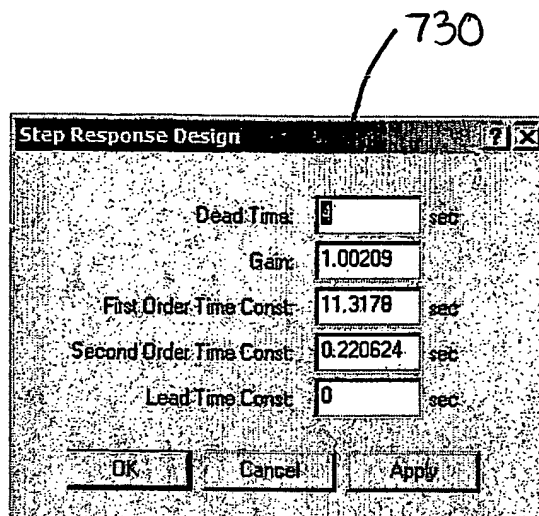 730
Step Response Design ? X
Dead Time: 4 sec
Gain: 1.00209
First Order Time Const: 11.3178 sec
Second Order Time Const: 0.220624 sec
Lead Time Const: 0 sec
OK Cancel Apply